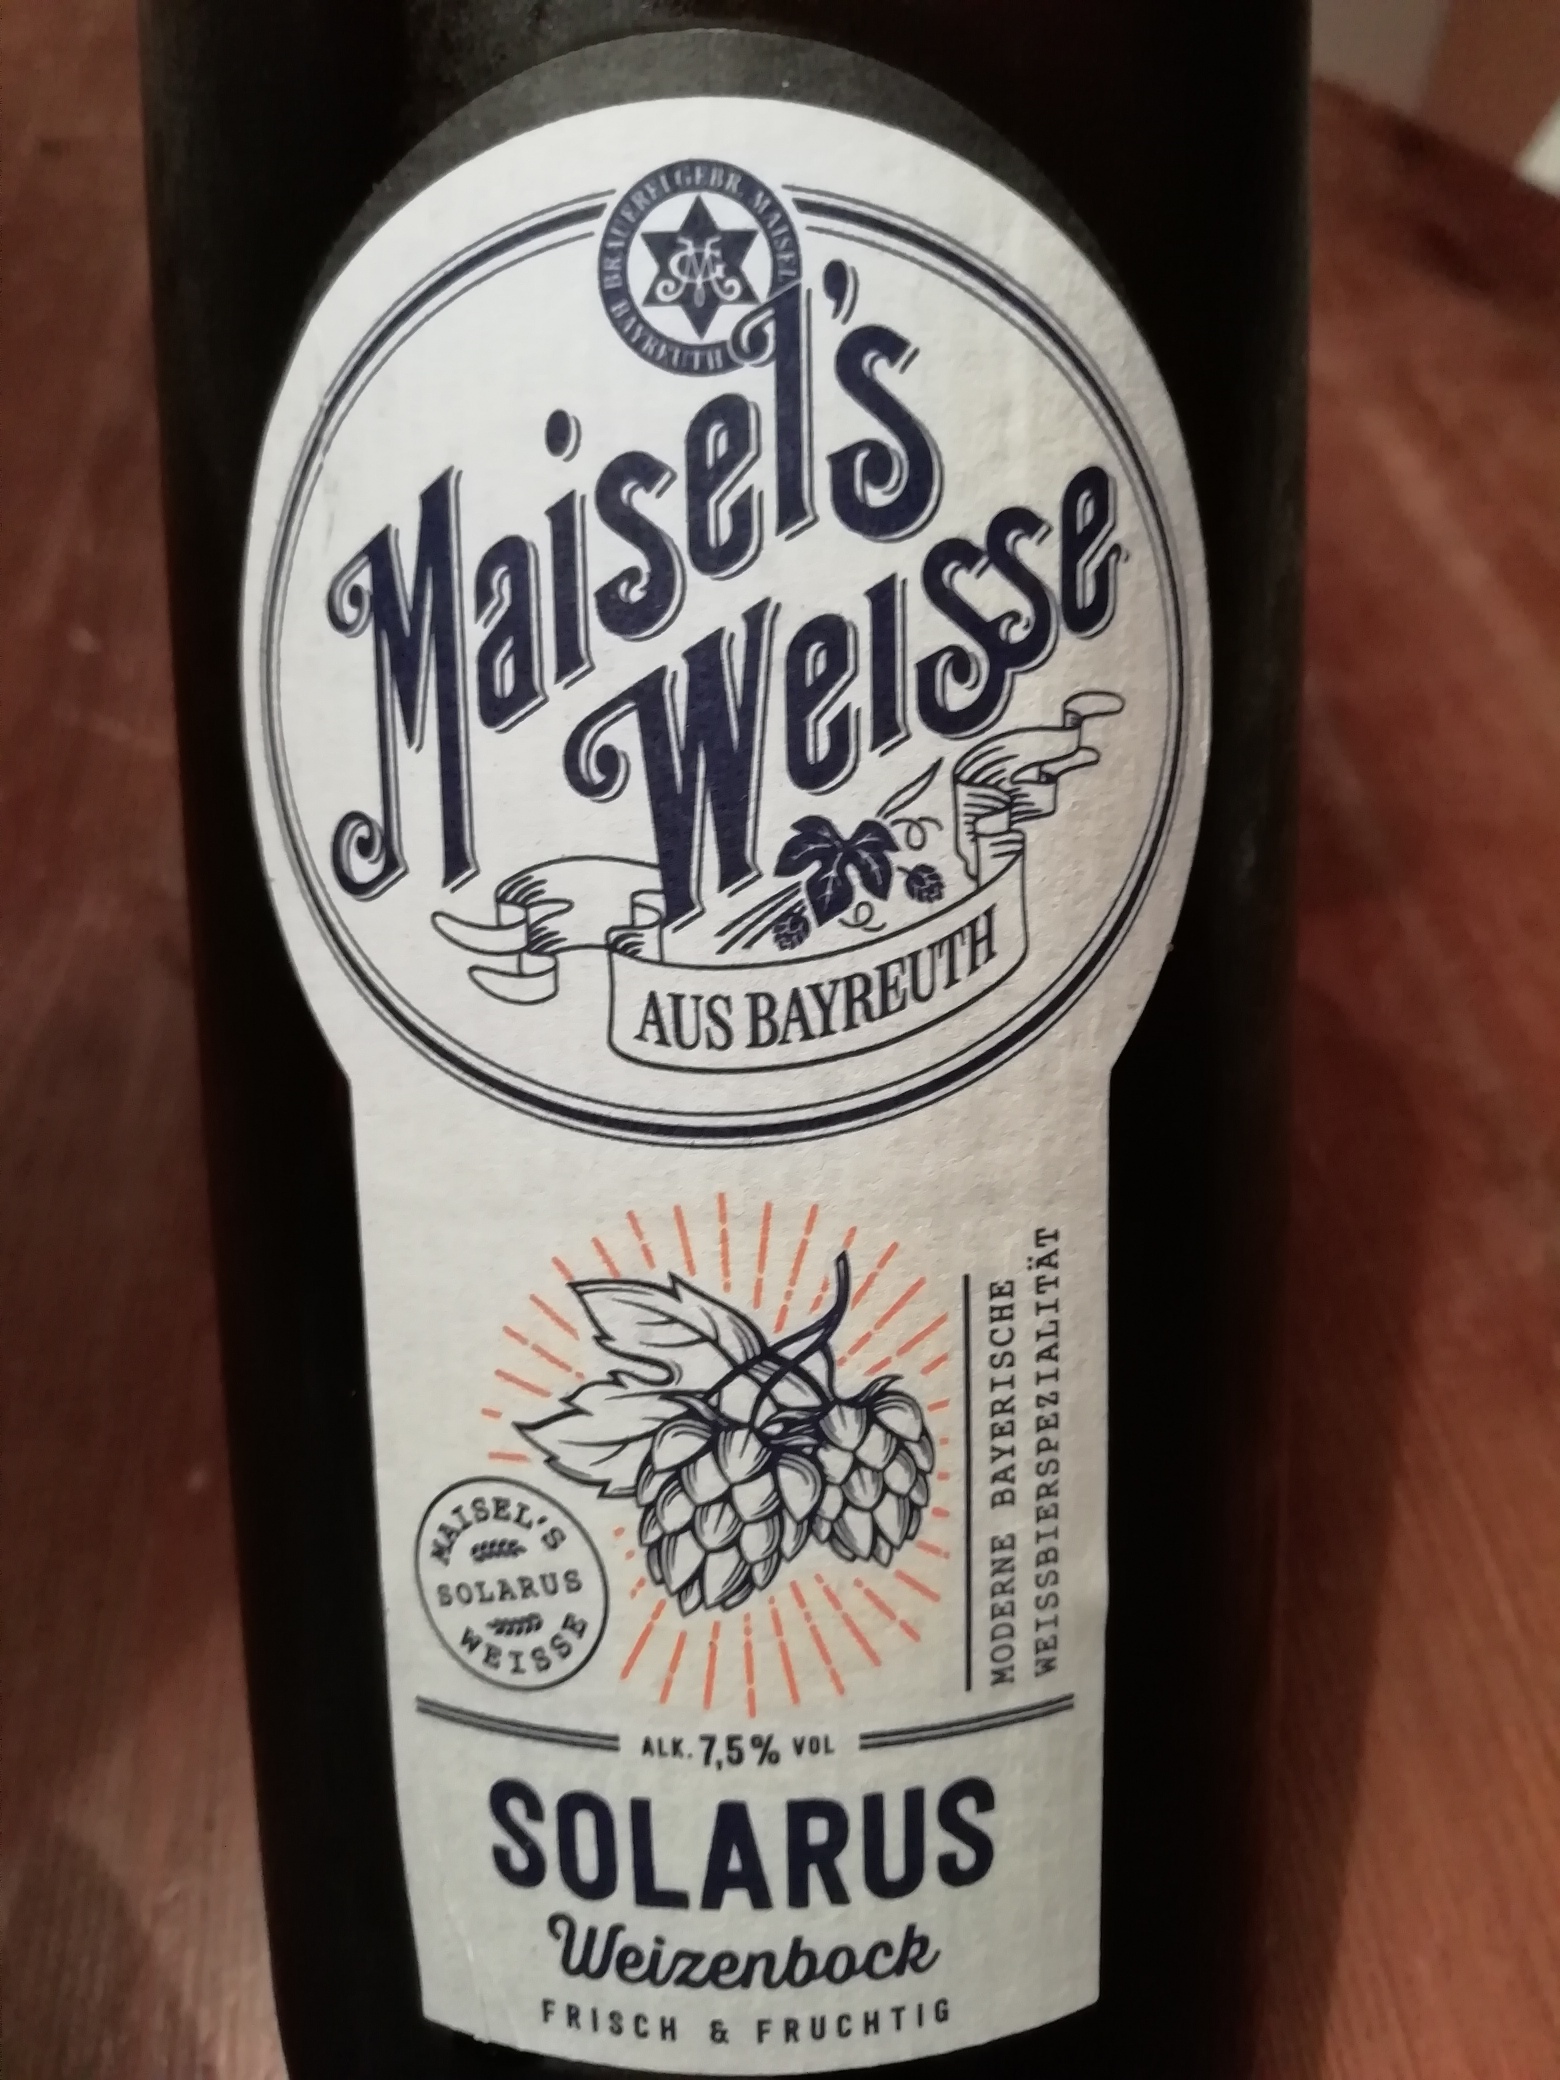 BRAUEREI GEBR. MAISEL
BAYREUTH
GM
Maisel's
Weisse
AUS BAYREUTH
MODERNE BAYERISCHE
WEISSBIERSPEZIALITÄT
MAISEL'S
SOLARUS
WEISSE
ALK. 7,5% VOL
SOLARUS
Weizenbock
FRISCH & FRUCHTIG